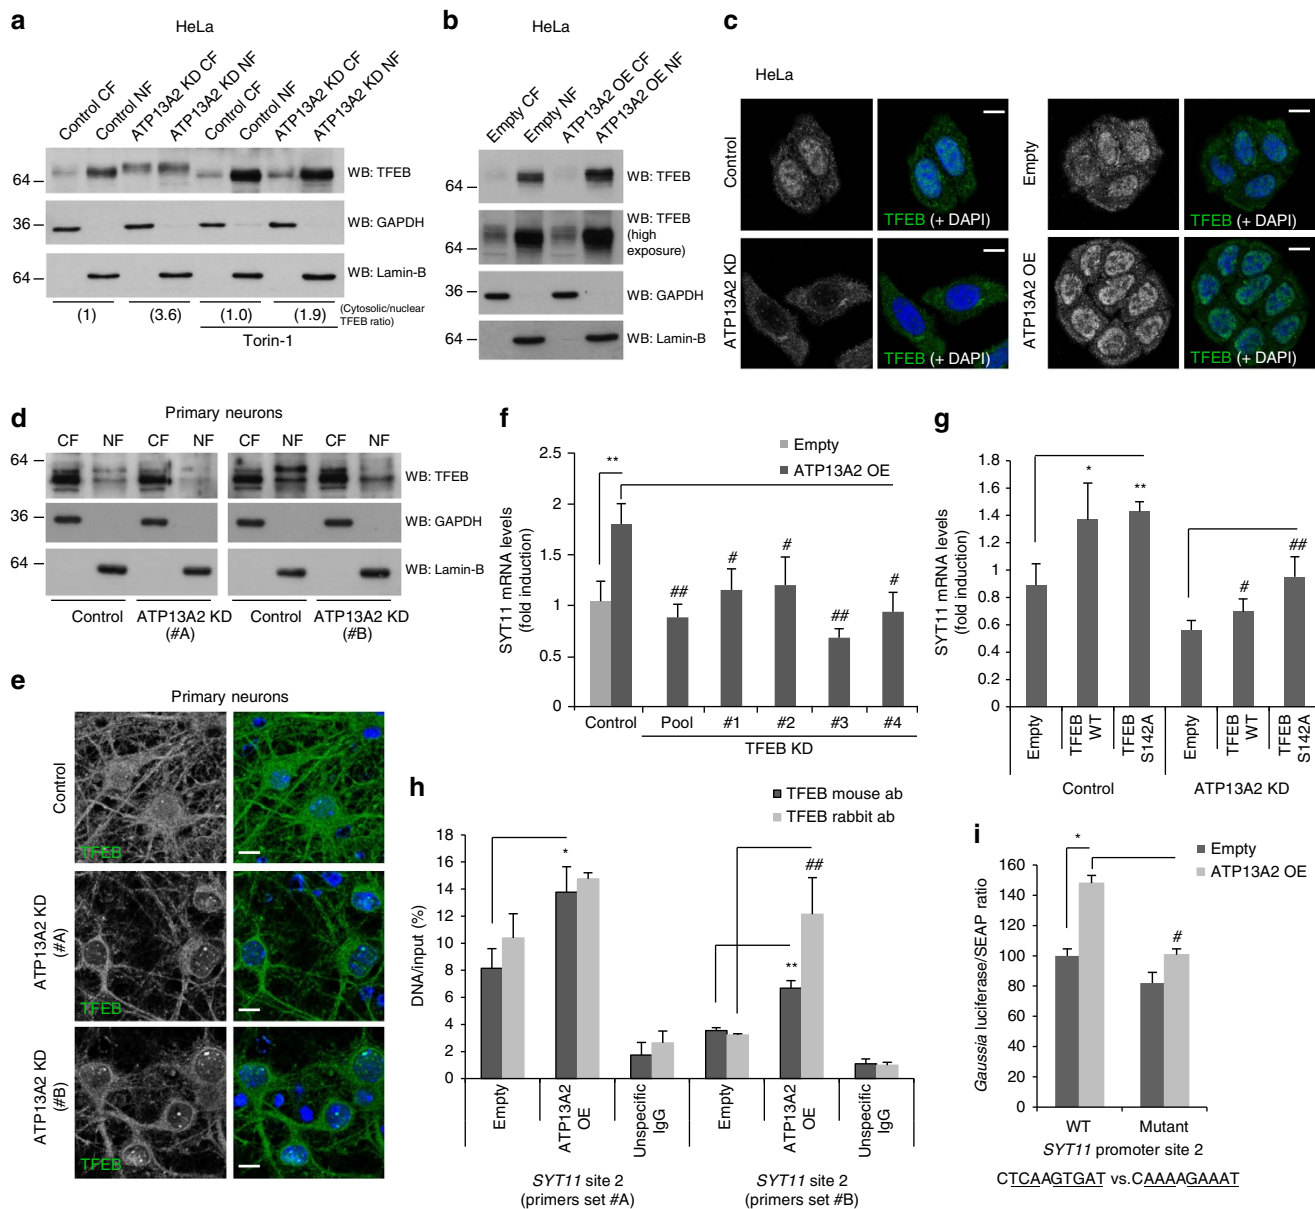 a
HeLa
Control CF
Control NF
ATP13A2 KD CF
ATP13A2 KD NF
Control CF
Control NF
ATP13A2 KD CF
ATP13A2 KD NF
64
WB: TFEB
36
WB: GAPDH
64
WB: Lamin-B
(1)
(3.6)
(1.0)
(1.9)
(Cytosolic/nuclear
TFEB ratio)
Torin-1
b
HeLa
Empty CF
Empty NF
ATP13A2 OE CF
ATP13A2 OE NF
64
WB: TFEB
64
WB: TFEB
(high
exposure)
36
WB: GAPDH
64
WB: Lamin-B
c
HeLa
Control
TFEB (+ DAPI)
ATP13A2 KD
TFEB (+ DAPI)
Empty
TFEB (+ DAPI)
ATP13A2 OE
TFEB (+ DAPI)
d
Primary neurons
CF NF CF NF CF NF CF NF
64
WB: TFEB
36
WB: GAPDH
64
WB: Lamin-B
Control
ATP13A2 KD
(#A)
Control
ATP13A2 KD
(#B)
e
Primary neurons
Control
TFEB
ATP13A2 KD
(#A)
TFEB
ATP13A2 KD
(#B)
TFEB
f
Empty
ATP13A2 OE
SYT11 mRNA levels
(fold induction)
2.5
2
1.5
1
0.5
0
**
##
#
#
##
#
Control
Pool
#1
#2
#3
#4
TFEB KD
g
SYT11 mRNA levels
(fold induction)
1.8
1.6
1.4
1.2
1
0.8
0.6
0.4
0.2
0
*
**
#
##
Empty
TFEB
WT
TFEB
S142A
Empty
TFEB
WT
TFEB
S142A
Control
ATP13A2 KD
h
TFEB mouse ab
TFEB rabbit ab
DNA/input (%)
18
16
14
12
10
8
6
4
2
0
*
**
##
Empty
ATP13A2
OE
Unspecific
IgG
Empty
ATP13A2
OE
Unspecific
IgG
SYT11 site 2
(primers set #A)
SYT11 site 2
(primers set #B)
i
Empty
ATP13A2 OE
Gaussia luciferase/SEAP ratio
160
140
120
100
80
60
40
20
0
*
#
WT
Mutant
SYT11 promoter site 2
CTCAAGTGAT vs.CAAAAGAAAT